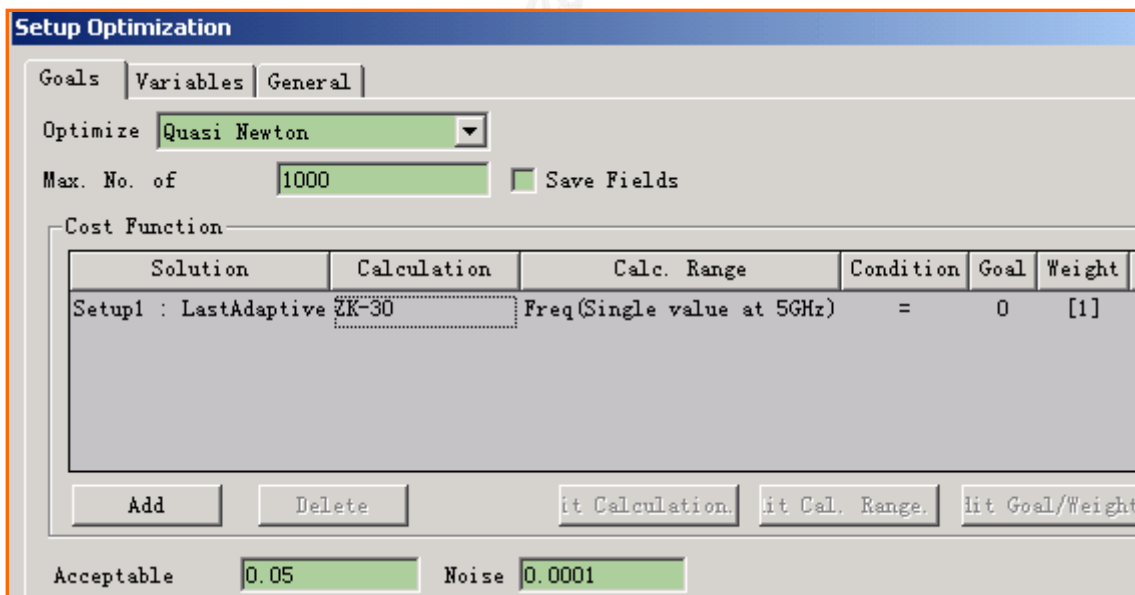 Setup Optimization
Goals Variables General
Optimize Quasi Newton
Max. No. of 1000 Save Fields
Cost Function
Solution Calculation Calc. Range Condition Goal Weight
Setup1 : LastAdaptive ZK-30 Freq(Single value at 5GHz) = 0 [1]
Add Delete it Calculation. it Cal. Range. dit Goal/Weight
Acceptable 0.05 Noise 0.0001